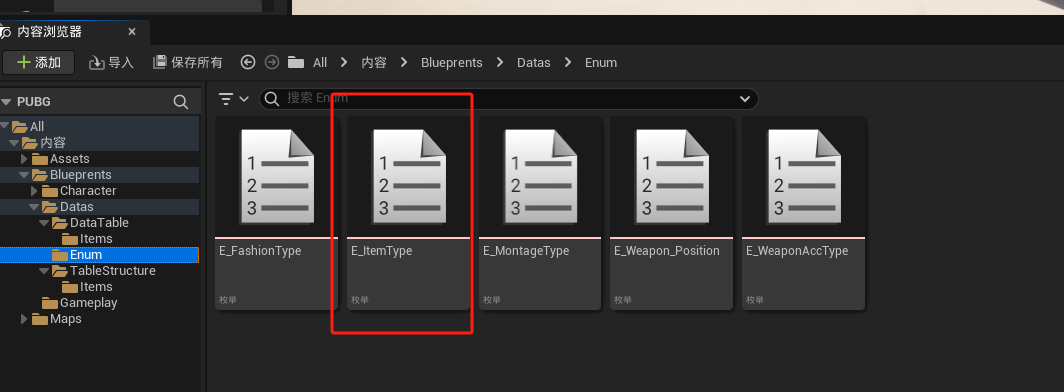 内容浏览器
添加 导入 保存所有 All 内容 Blueprents Datas Enum
PUBG
搜索 Enum
All
内容
Assets
Blueprents
Character
Datas
DataTable
Items
Enum
TableStructure
Items
Gameplay
Maps
1
2
3
1
2
3
1
2
3
1
2
3
1
2
3
E_FashionType E_ItemType E_MontageType E_Weapon_Position E_WeaponAccType
枚举 枚举 枚举 枚举 枚举